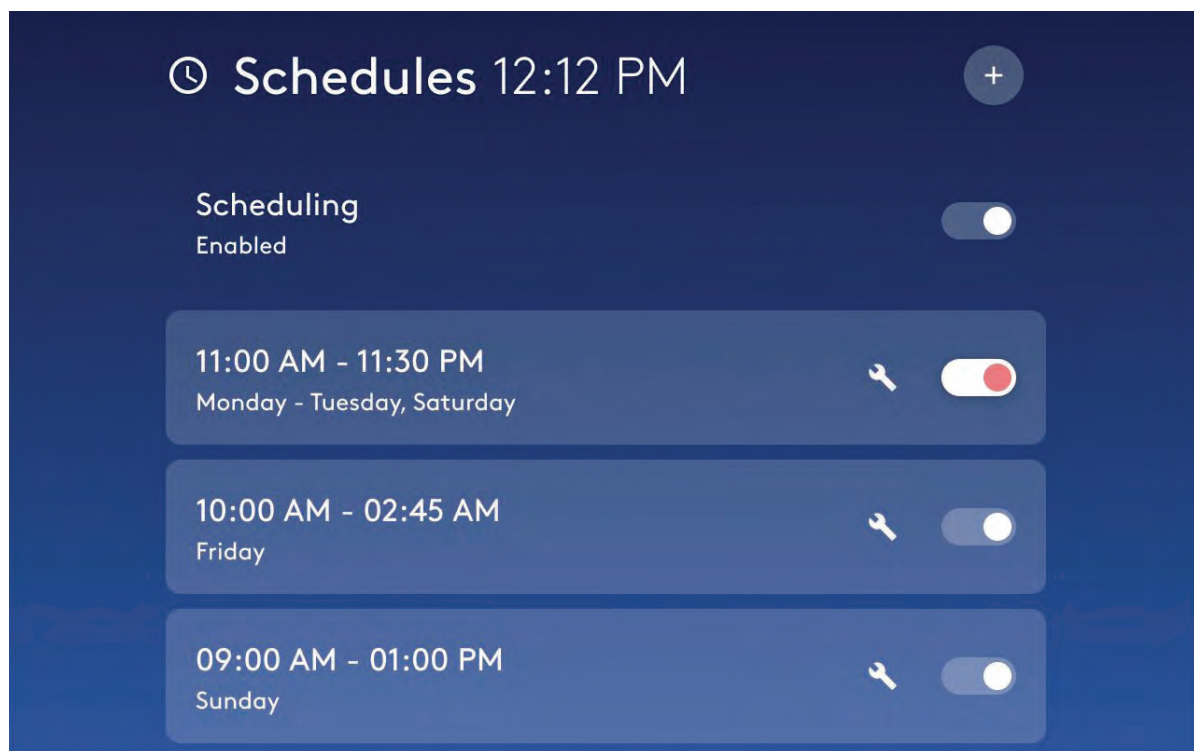 Schedules 12:12 PM
+
Scheduling
Enabled
11:00 AM - 11:30 PM
Monday - Tuesday, Saturday
10:00 AM - 02:45 AM
Friday
09:00 AM - 01:00 PM
Sunday